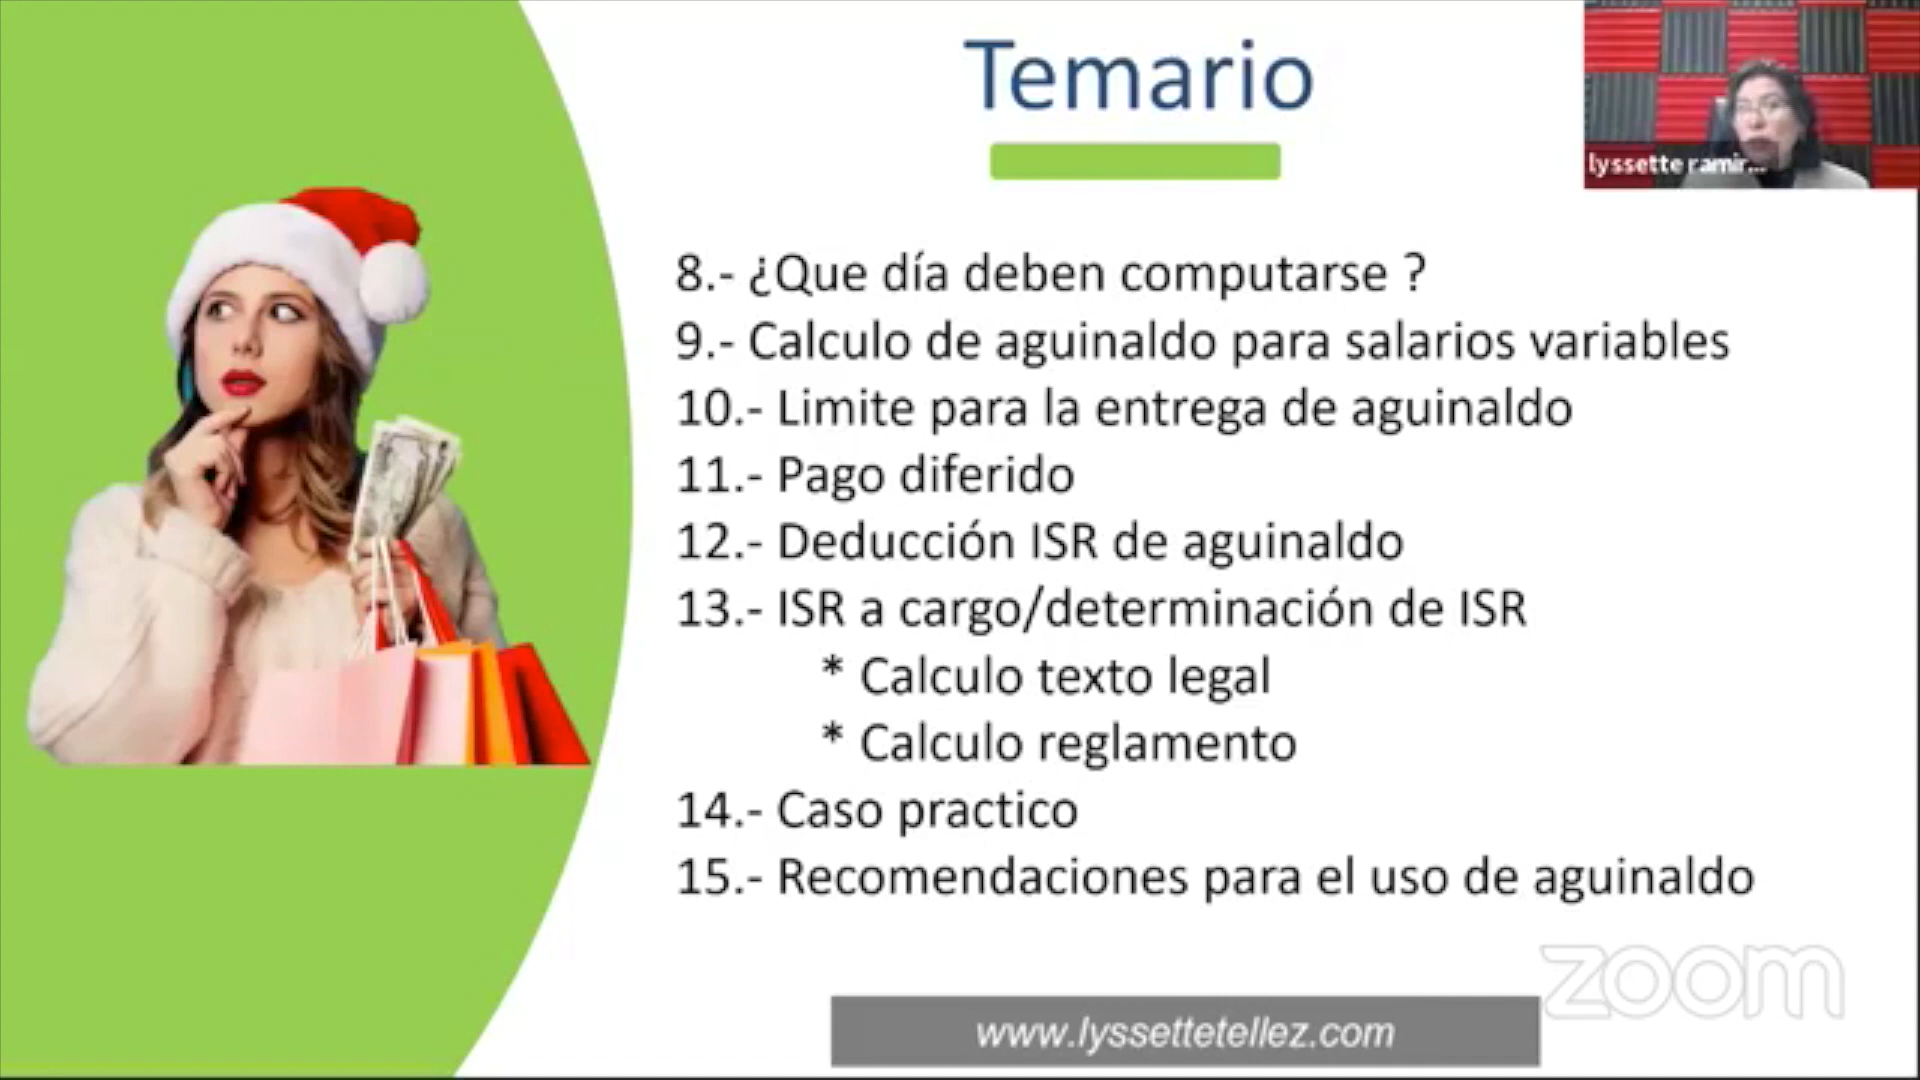 Temario
lyssette ramir...
8.- ¿Que día deben computarse ?
9.- Calculo de aguinaldo para salarios variables
10.- Limite para la entrega de aguinaldo
11.- Pago diferido
12.- Deducción ISR de aguinaldo
13.- ISR a cargo/determinación de ISR
* Calculo texto legal
* Calculo reglamento
14.- Caso practico
15.- Recomendaciones para el uso de aguinaldo
zoom
www.lyssettetellez.com